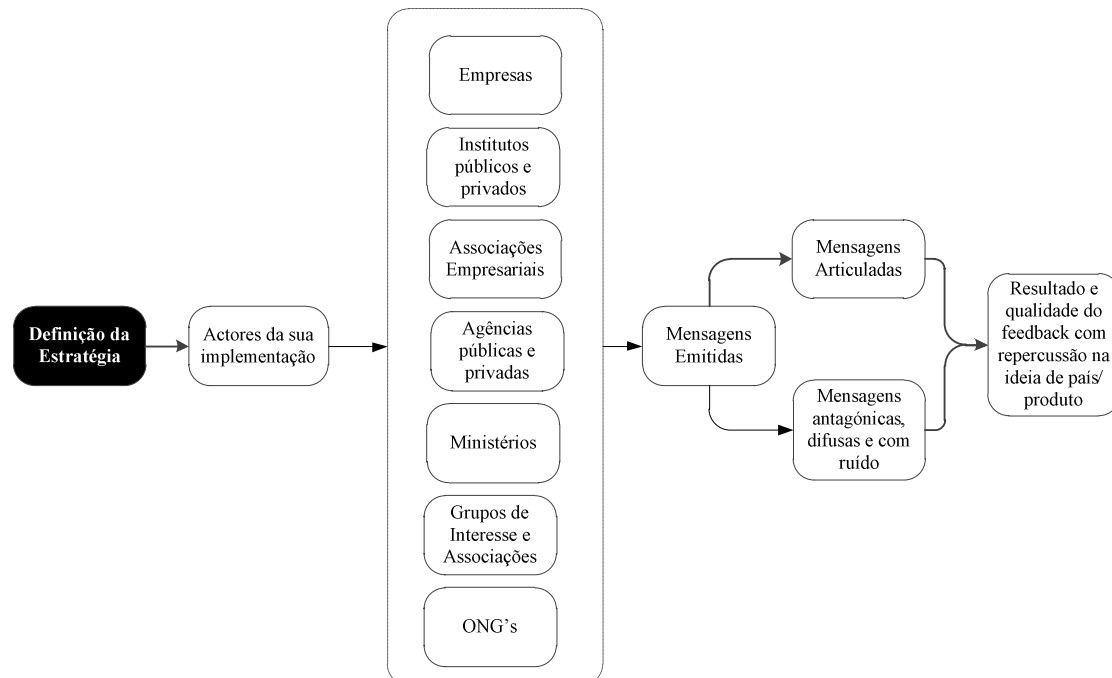 Definição da
Estratégia
Actores da sua
implementação
Empresas
Institutos
públicos e
privados
Associações
Empresariais
Agências
públicas e
privadas
Ministérios
Grupos de
Interesse e
Associações
ONG’s
Mensagens
Emitidas
Mensagens
Articuladas
Mensagens
antagónicas,
difusas e com
ruído
Resultado e
qualidade do
feedback com
repercussão na
ideia de país/
produto